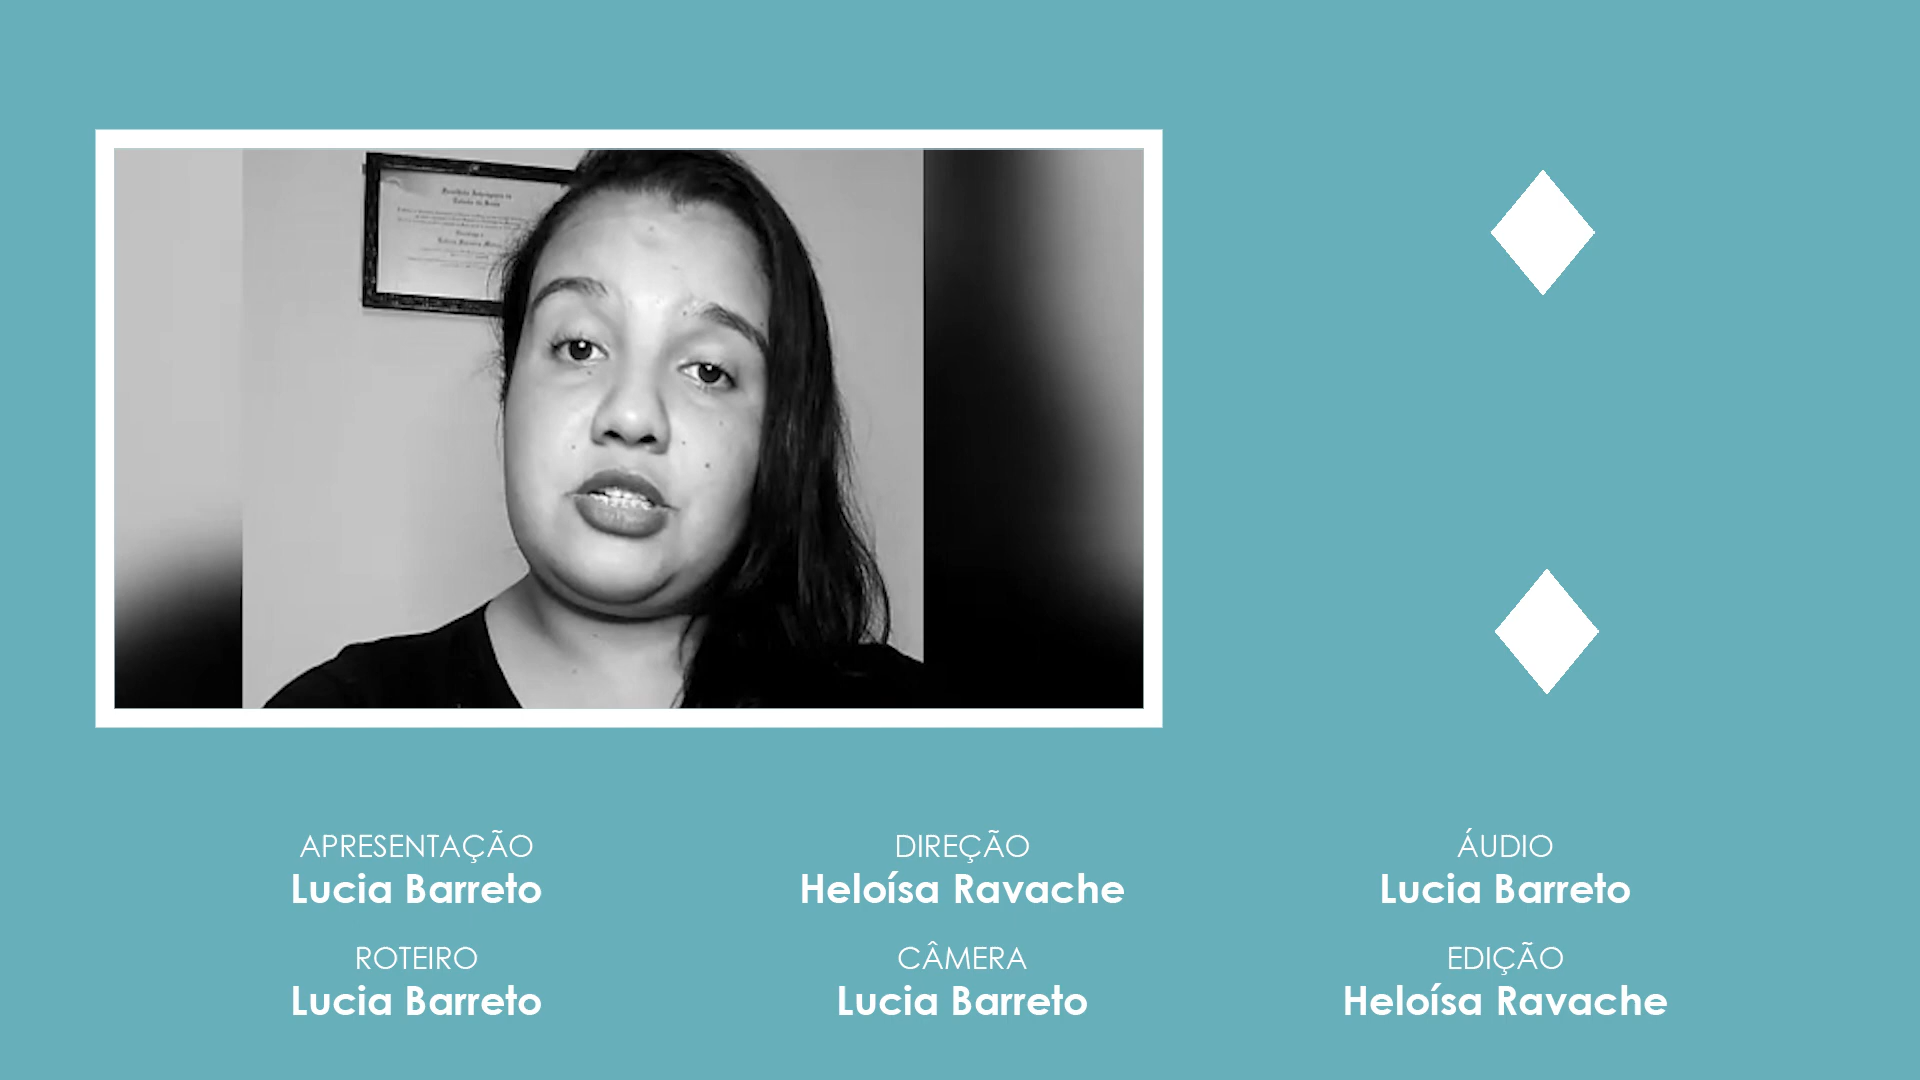 APRESENTAÇÃO
Lucia Barreto
DIREÇÃO
Heloísa Ravache
ÁUDIO
Lucia Barreto
ROTEIRO
Lucia Barreto
CÂMERA
Lucia Barreto
EDIÇÃO
Heloísa Ravache